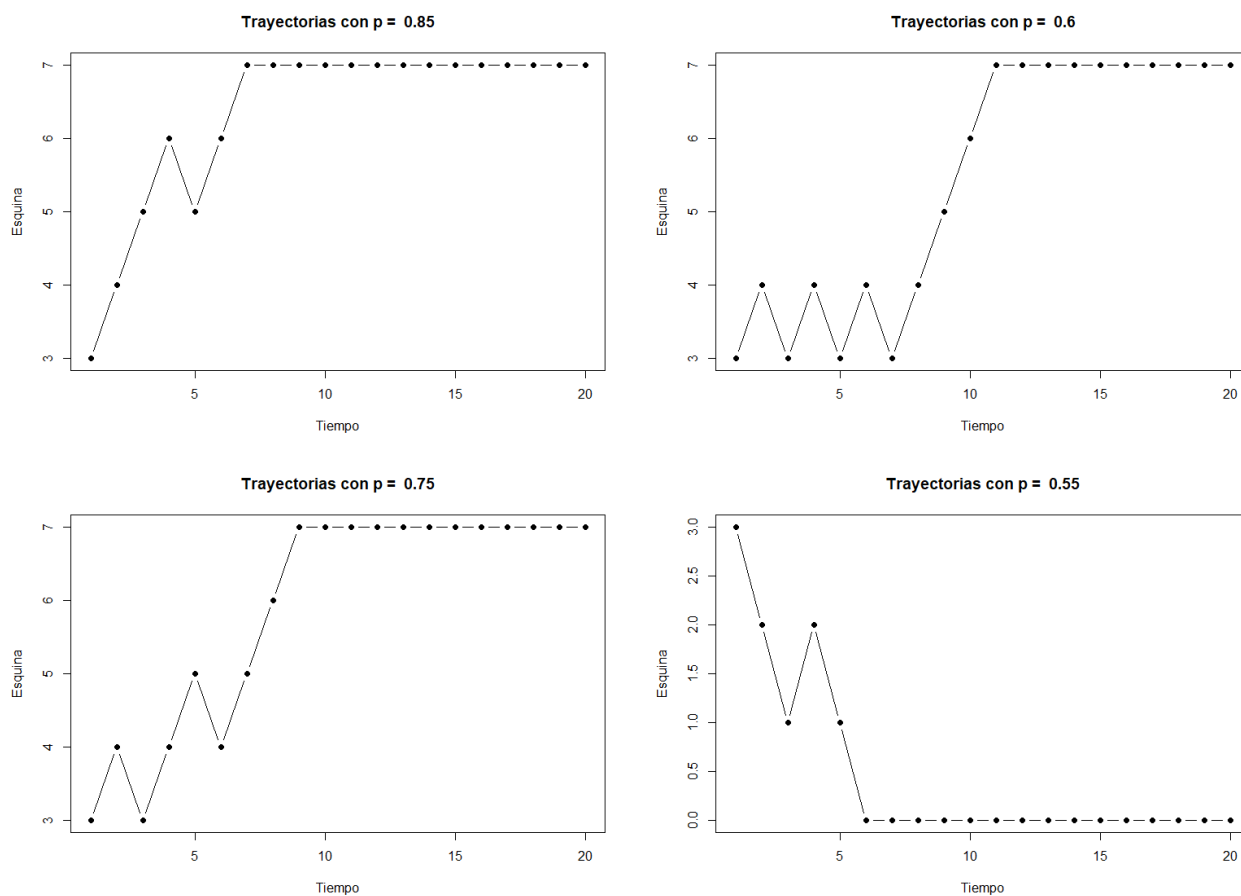 Trayectorias con p = 0.85
7
6
5
4
3
Esquina
5 10 15 20
Tiempo
Trayectorias con p = 0.6
7
6
5
4
3
Esquina
5 10 15 20
Tiempo
Trayectorias con p = 0.75
7
6
5
4
3
Esquina
5 10 15 20
Tiempo
Trayectorias con p = 0.55
3.0
2.5
2.0
1.5
1.0
0.5
0.0
Esquina
5 10 15 20
Tiempo